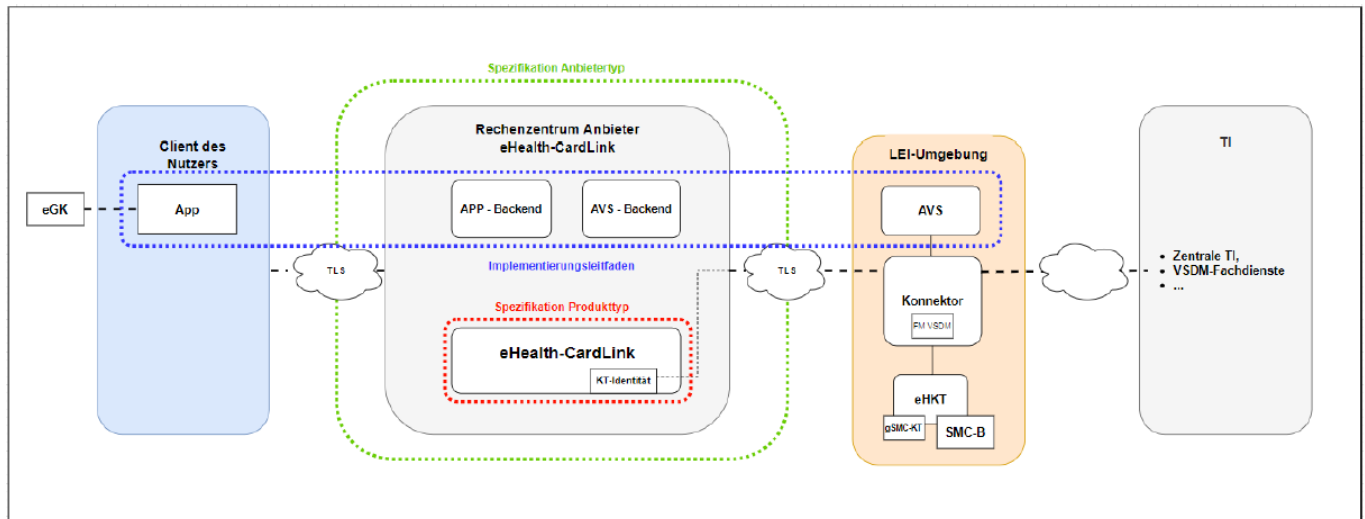 Spezifikation Anbietertyp
Client des
Nutzers
Rechenzentrum Anbieter
eHealth-CardLink
LEI-Umgebung
TI
eGK
App
APP - Backend
AVS - Backend
AVS
TLS
Implementierungsleitfaden
TLS
• Zentrale TI,
• VSDM-Fachdienste
• ...
Spezifikation Produkttyp
Konnektor
FM VSDM
eHealth-CardLink
KT-Identität
eHKT
gSMC-KT
SMC-B